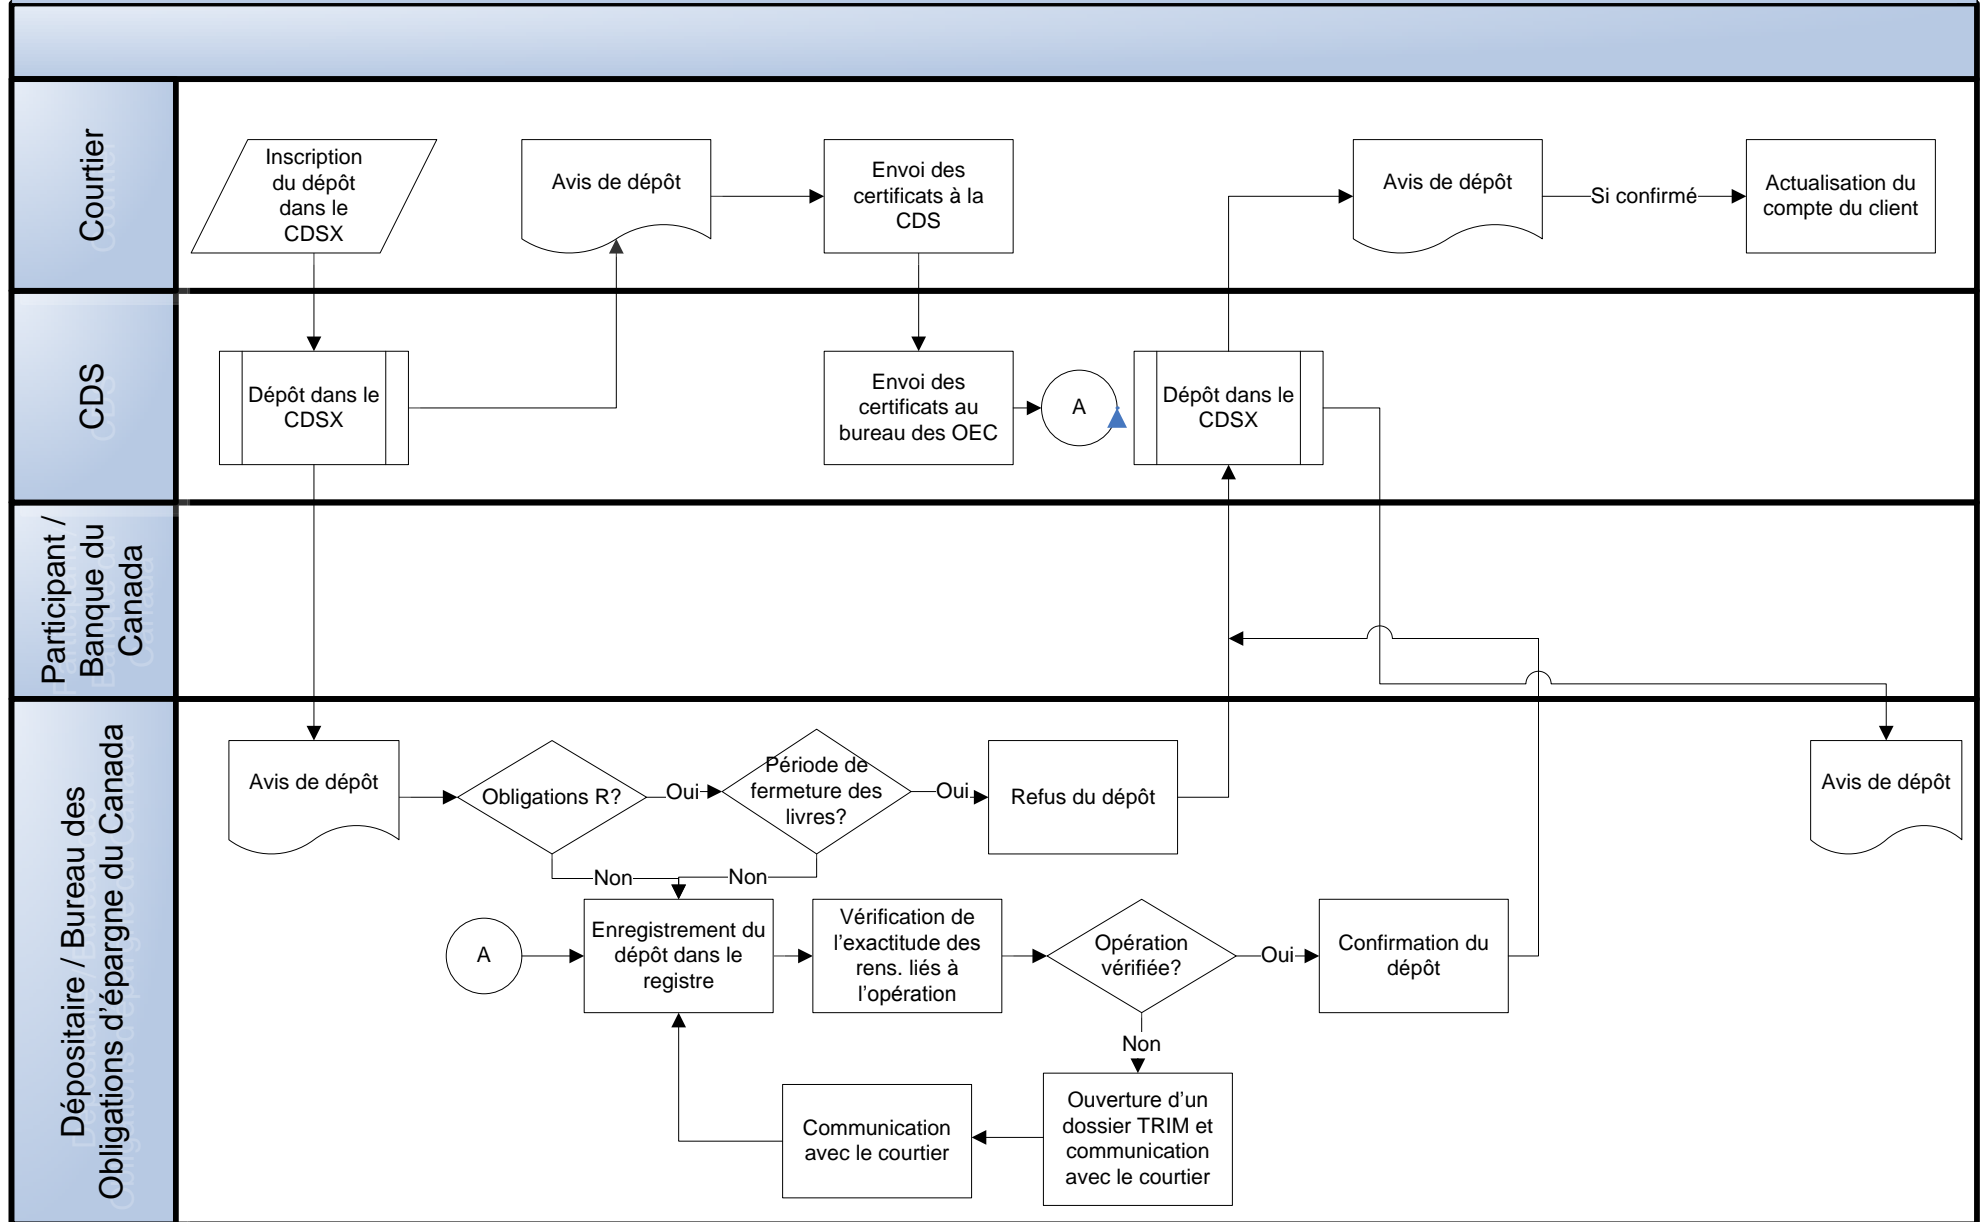 Courtier
Inscription
du dépôt
dans le
CDSX
Avis de dépôt
Envoi des
certificats à la
CDS
Avis de dépôt
Si confirmé
Actualisation du
compte du client
CDS
Dépôt dans le
CDSX
Envoi des
certificats au
bureau des OEC
A
Dépôt dans le
CDSX
Participant /
Banque du
Canada
Dépositaire / Bureau des
Obligations d'épargne du Canada
Avis de dépôt
Obligations R?
Oui
Période de
fermeture des
livres?
Oui
Refus du dépôt
Avis de dépôt
Non
Non
A
Enregistrement du
dépôt dans le
registre
Vérification de
l'exactitude des
rens. liés à
l'opération
Opération
vérifiée?
Oui
Confirmation du
dépôt
Non
Communication
avec le courtier
Ouverture d'un
dossier TRIM et
communication
avec le courtier